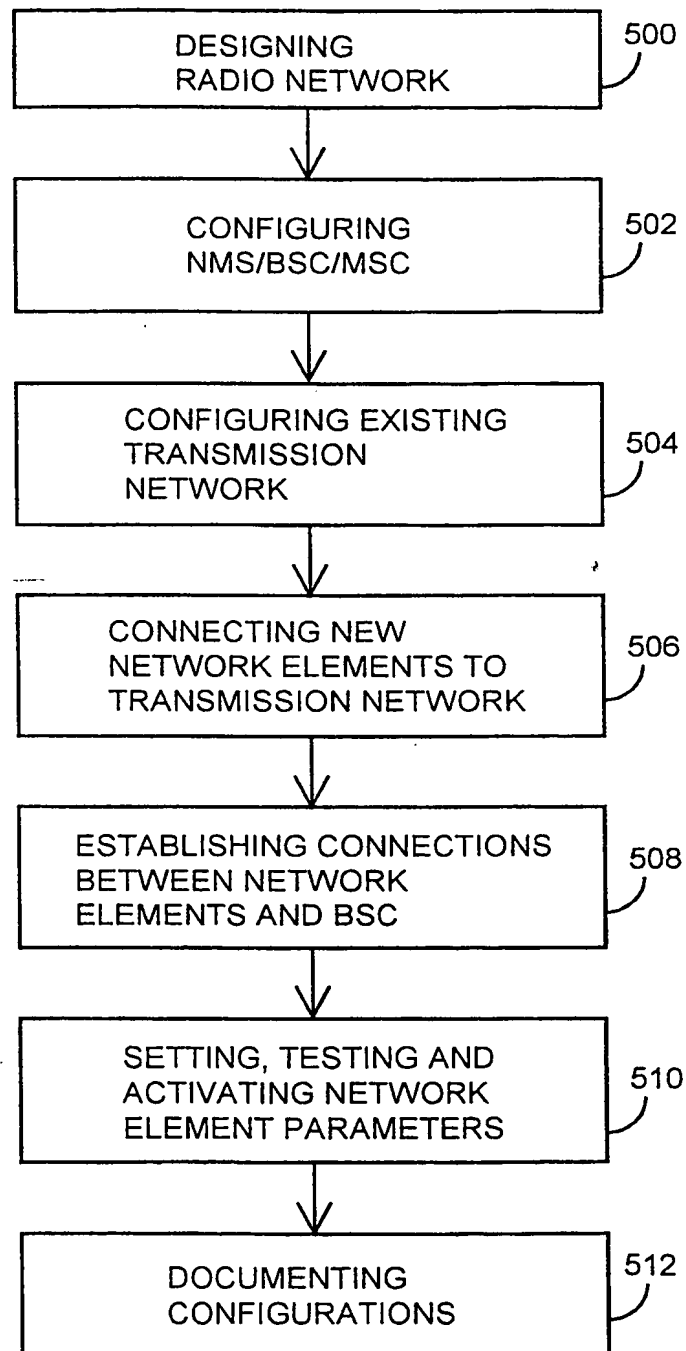 DESIGNING
RADIO NETWORK
500
CONFIGURING
NMS/BSC/MSC
502
CONFIGURING EXISTING
TRANSMISSION
NETWORK
504
CONNECTING NEW
NETWORK ELEMENTS TO
TRANSMISSION NETWORK
506
ESTABLISHING CONNECTIONS
BETWEEN NETWORK
ELEMENTS AND BSC
508
SETTING, TESTING AND
ACTIVATING NETWORK
ELEMENT PARAMETERS
510
DOCUMENTING
CONFIGURATIONS
512